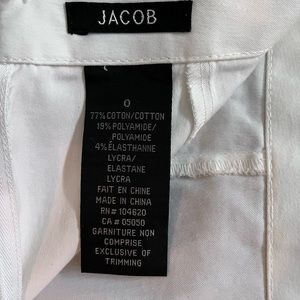 JACOB
0
77% COTON/COTTON
19% POLYAMIDE/
POLYAMIDE
4% ÉLASTHANNE
LYCRA/
ELASTANE
LYCRA
FAIT EN CHINE
MADE IN CHINA
RN# 104620
CA# 05050
GARNITURE NON
COMPRISE
EXCLUSIVE OF
TRIMMING